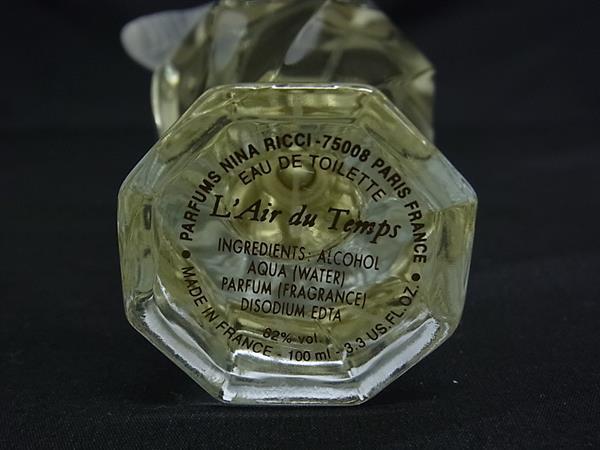 PARFUMS NINA RICCI - 75008 PARIS FRANCE
EAU DE TOILETTE
L'Air du Temps
INGREDIENTS: ALCOHOL
AQUA (WATER)
PARFUM (FRAGRANCE)
DISODIUM EDTA
82% vol.
• MADE IN FRANCE - 100 ml - 3.3 US.FL.OZ. •